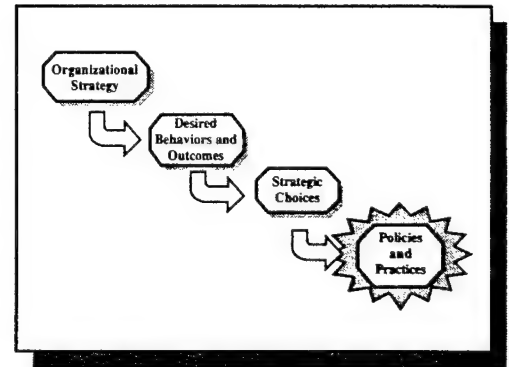 Organizational
Strategy
Desired
Behaviors and
Outcomes
Strategic
Choices
Policies
and
Practices